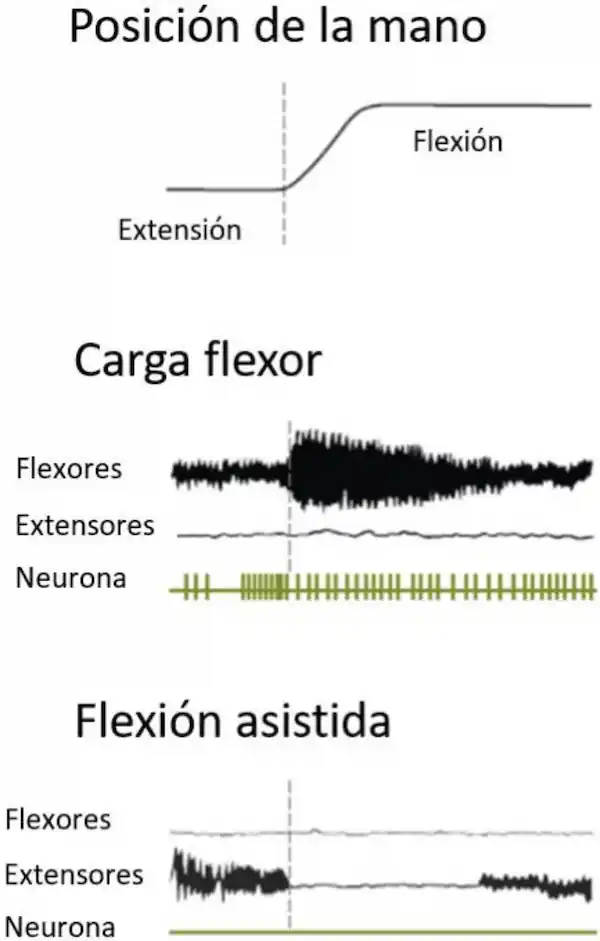 Posición de la mano
Flexión
Extensión
Carga flexor
Flexores
Extensores
Neurona
Flexión asistida
Flexores
Extensores
Neurona